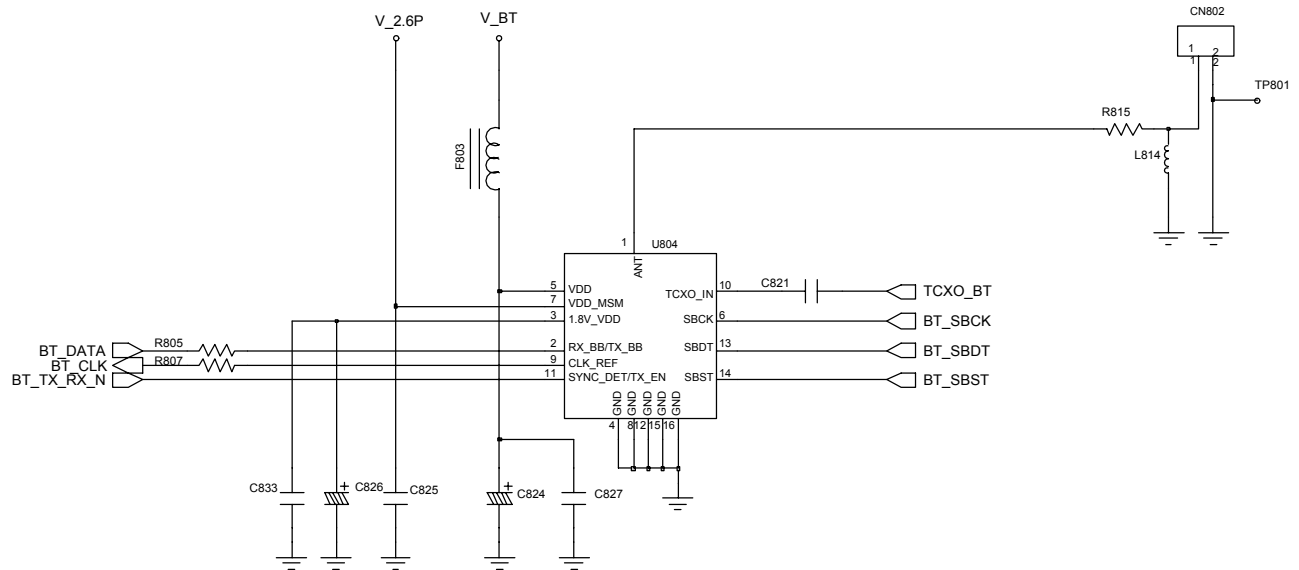 CN802
V_2.6P
V_BT
1 2
1 2
TP801
R815
F803
L814
1
U804
ANT
5 VDD
TCXO_IN 10
C821
TCXO_BT
7 VDD_MSM
3 1.8V_VDD
SBCK 6
BT_SBCK
BT_DATA
R805
2 RX_BB/TX_BB
SBDT 13
BT_SBDT
BT_CLK
R807
9 CLK_REF
BT_TX_RX_N
11 SYNC_DET/TX_EN
SBST 14
BT_SBST
GND GND GND GND GND
4 8 12 15 16
C833
+
C826
C825
+
C824
C827